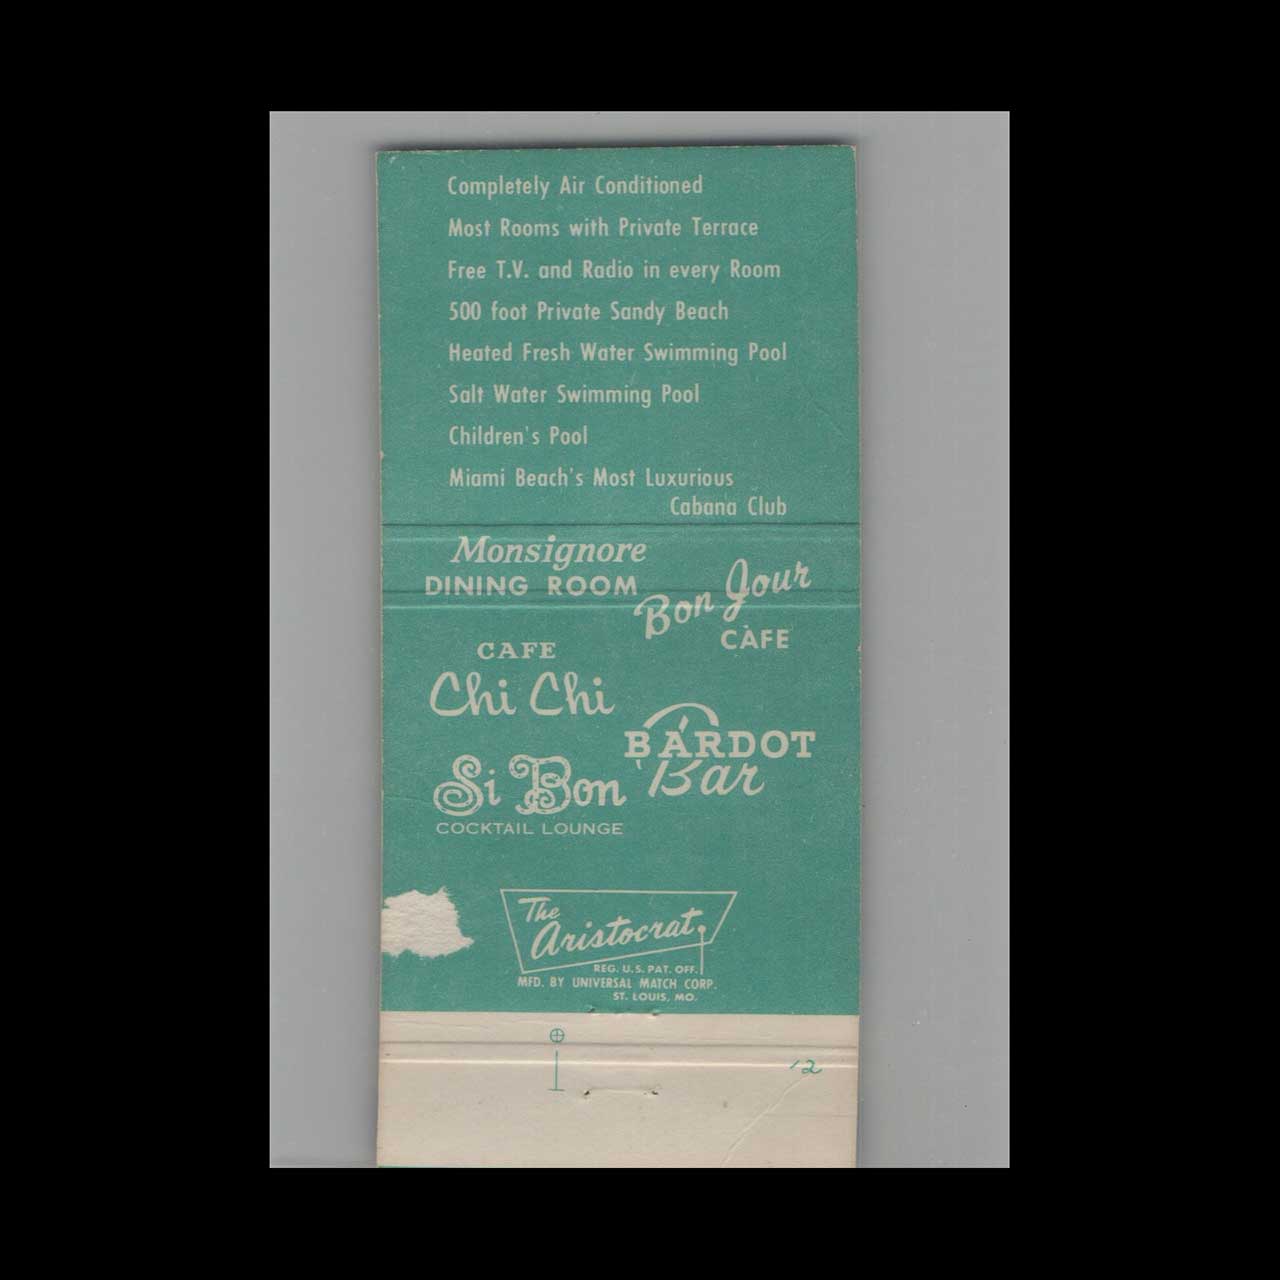 Completely Air Conditioned
Most Rooms with Private Terrace
Free T.V. and Radio in every Room
500 foot Private Sandy Beach
Heated Fresh Water Swimming Pool
Salt Water Swimming Pool
Children's Pool
Miami Beach's Most Luxurious
Cabana Club
Monsignore
DINING ROOM
Bon Jour
CAFE
CAFE
Chi Chi
BARDOT
Bar
Si Bon
COCKTAIL LOUNGE
The
Aristocrat
REG. U.S. PAT. OFF.
MFD. BY UNIVERSAL MATCH CORP.
ST. LOUIS, MO.